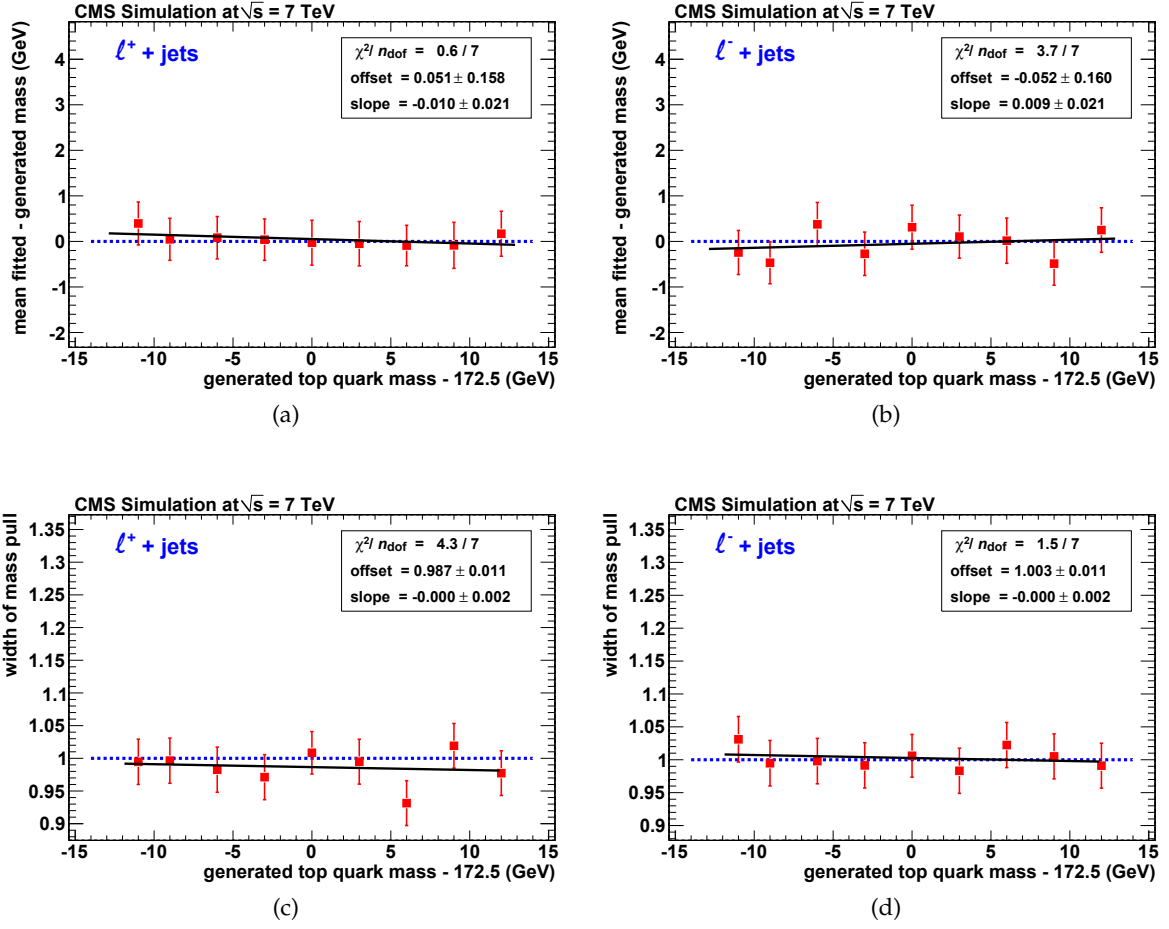 CMS Simulation at √s = 7 TeV
ℓ⁺ + jets
χ²/ n_dof = 0.6 / 7
offset = 0.051 ± 0.158
slope = -0.010 ± 0.021
mean fitted - generated mass (GeV)
4
3
2
1
0
-1
-2
-15 -10 -5 0 5 10 15
generated top quark mass - 172.5 (GeV)
(a)
CMS Simulation at √s = 7 TeV
ℓ⁻ + jets
χ²/ n_dof = 3.7 / 7
offset = -0.052 ± 0.160
slope = 0.009 ± 0.021
mean fitted - generated mass (GeV)
4
3
2
1
0
-1
-2
-15 -10 -5 0 5 10 15
generated top quark mass - 172.5 (GeV)
(b)
CMS Simulation at √s = 7 TeV
ℓ⁺ + jets
χ²/ n_dof = 4.3 / 7
offset = 0.987 ± 0.011
slope = -0.000 ± 0.002
width of mass pull
1.35
1.3
1.25
1.2
1.15
1.1
1.05
1
0.95
0.9
-15 -10 -5 0 5 10 15
generated top quark mass - 172.5 (GeV)
(c)
CMS Simulation at √s = 7 TeV
ℓ⁻ + jets
χ²/ n_dof = 1.5 / 7
offset = 1.003 ± 0.011
slope = -0.000 ± 0.002
width of mass pull
1.35
1.3
1.25
1.2
1.15
1.1
1.05
1
0.95
0.9
-15 -10 -5 0 5 10 15
generated top quark mass - 172.5 (GeV)
(d)